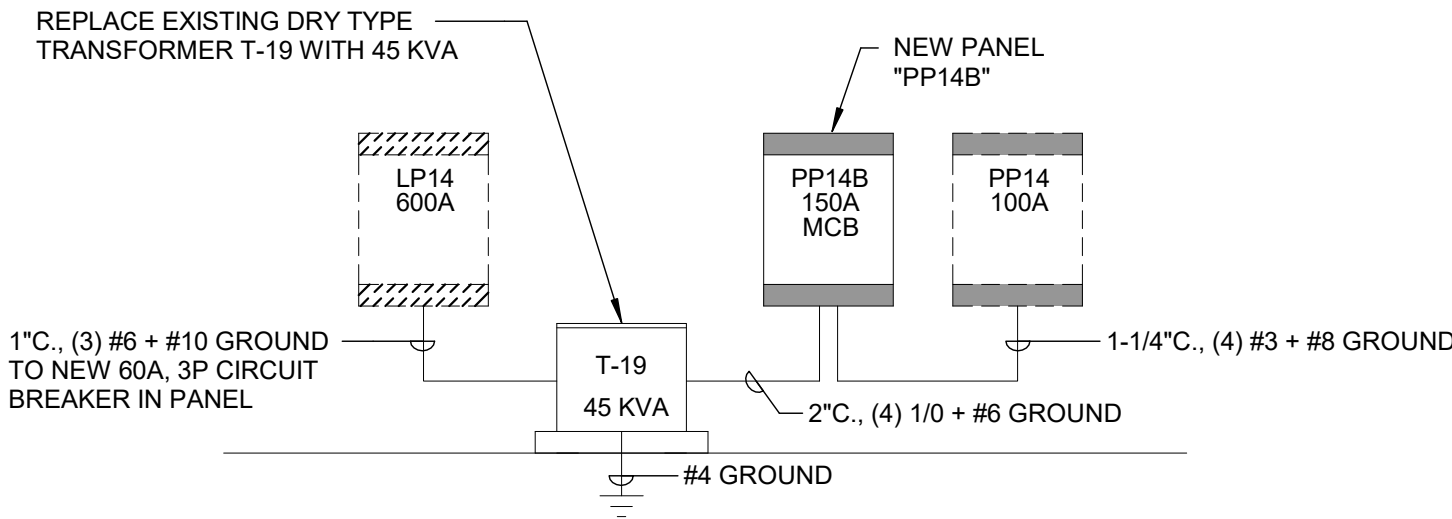 REPLACE EXISTING DRY TYPE
TRANSFORMER T-19 WITH 45 KVA
NEW PANEL
"PP14B"
LP14
600A
PP14B
150A
MCB
PP14
100A
1"C., (3) #6 + #10 GROUND
TO NEW 60A, 3P CIRCUIT
BREAKER IN PANEL
T-19
45 KVA
1-1/4"C., (4) #3 + #8 GROUND
2"C., (4) 1/0 + #6 GROUND
#4 GROUND